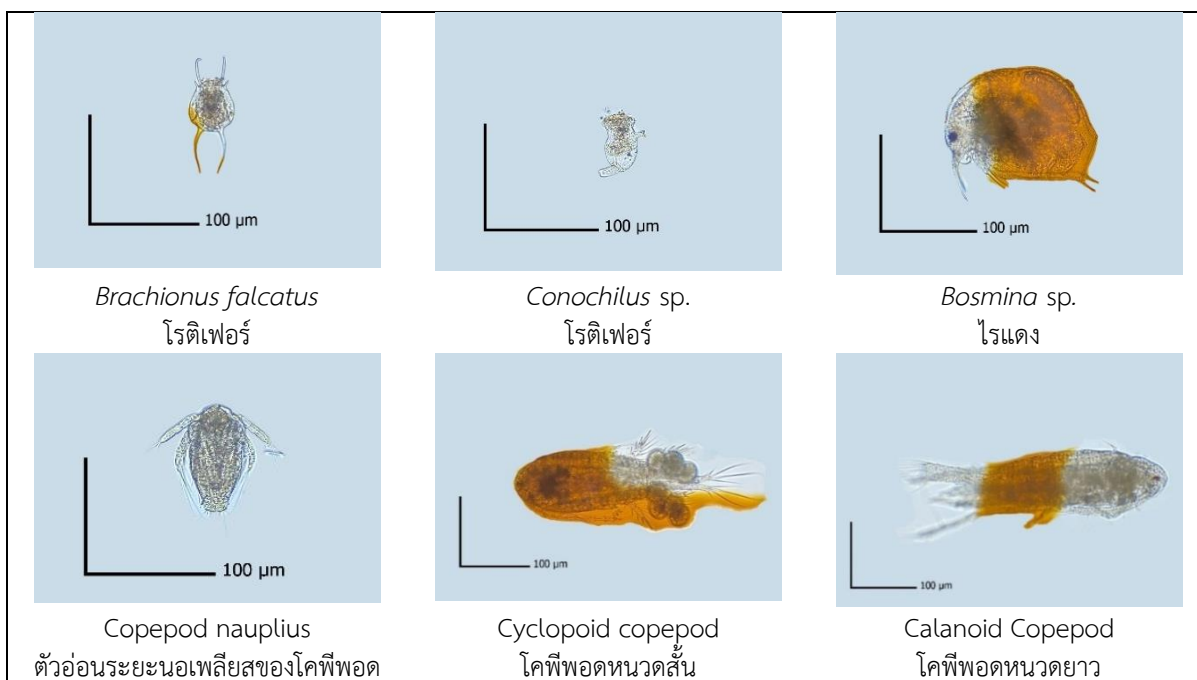 100 µm
100 µm
100 µm
Brachionus falcatus
Conochilus sp.
Bosmina sp.
โรติเฟอร์
โรติเฟอร์
ไรแดง
100 µm
100 µm
100 µm
Copepod nauplius
Cyclopoid copepod
Calanoid Copepod
ตัวอ่อนระยะนอเพลียสของโคพีพอด
โคพีพอดหนวดสั้น
โคพีพอดหนวดยาว